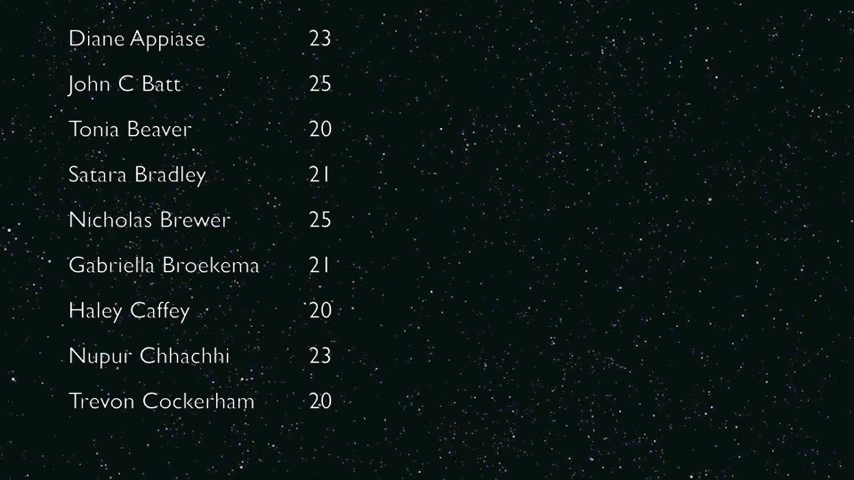 Diane Appiase 23
John C Batt 25
Tonia Beaver 20
Satara Bradley 21
Nicholas Brewer 25
Gabriella Broekema 21
Haley Caffey 20
Nupur Chhachhi 23
Trevon Cockerham 20